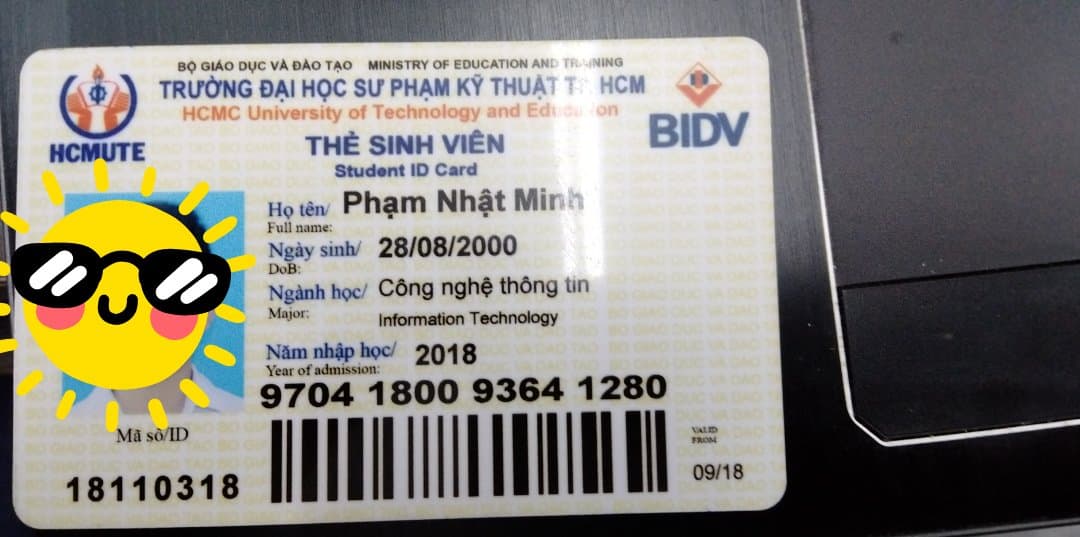 BỘ GIÁO DỤC VÀ ĐÀO TẠO MINISTRY OF EDUCATION AND TRAINING
TRƯỜNG ĐẠI HỌC SƯ PHẠM KỸ THUẬT TP. HCM
HCMC University of Technology and Education
HCMUTE
BIDV
THẺ SINH VIÊN
Student ID Card
Họ tên/ Phạm Nhật Minh
Full name:
Ngày sinh/ 28/08/2000
DoB:
Ngành học/ Công nghệ thông tin
Major: Information Technology
Năm nhập học/ 2018
Year of admission:
9704 1800 9364 1280
Mã số/ID
18110318
VALID FROM
09/18